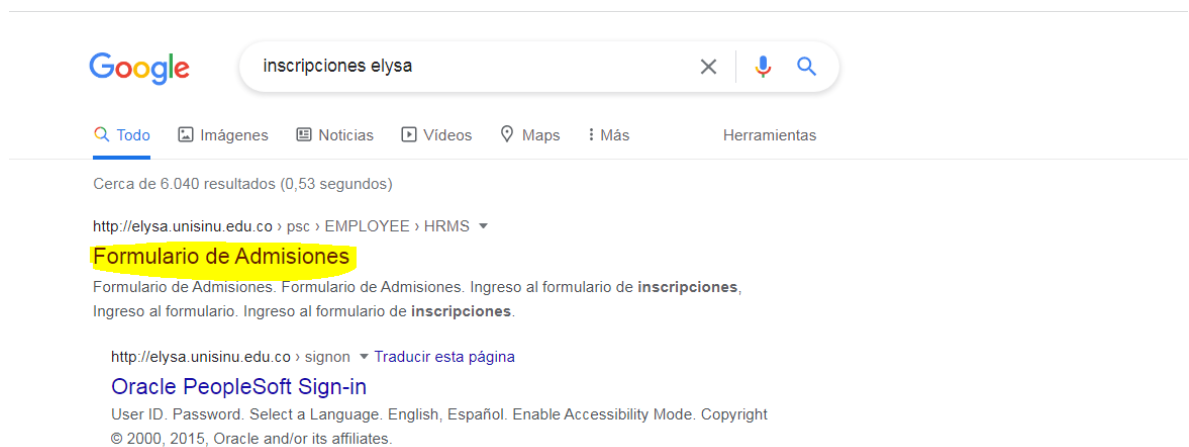 Google inscripciones elysa
Todo Imágenes Noticias Vídeos Maps Más Herramientas
Cerca de 6.040 resultados (0,53 segundos)
http://elysa.unisinu.edu.co › psc › EMPLOYEE › HRMS
Formulario de Admisiones
Formulario de Admisiones. Formulario de Admisiones. Ingreso al formulario de inscripciones,
Ingreso al formulario. Ingreso al formulario de inscripciones.
http://elysa.unisinu.edu.co › signon Traducir esta página
Oracle PeopleSoft Sign-in
User ID. Password. Select a Language. English, Español. Enable Accessibility Mode. Copyright
© 2000, 2015, Oracle and/or its affiliates.